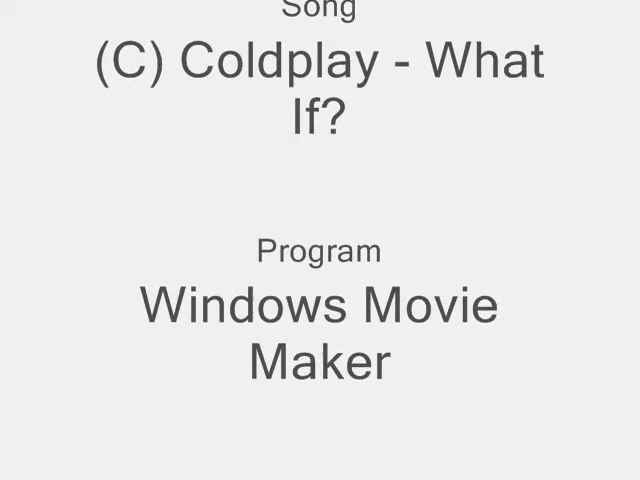 Song
(C) Coldplay - What
If?
Program
Windows Movie
Maker